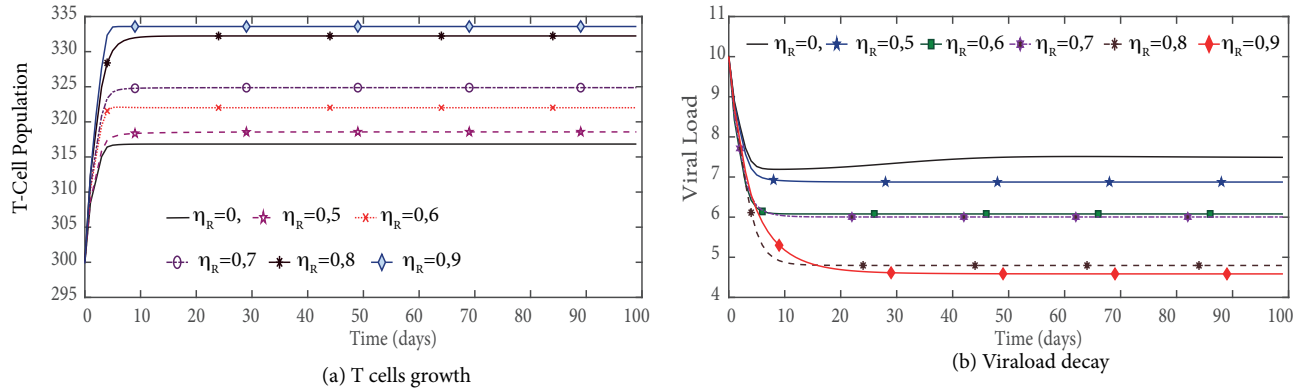 335
330
325
320
315
310
305
300
295
T-Cell Population
η_R=0, η_R=0,5 η_R=0,6
η_R=0,7 η_R=0,8 η_R=0,9
0 10 20 30 40 50 60 70 80 90 100
Time (days)
(a) T cells growth
11
10
9
8
7
6
5
4
Viral Load
η_R=0, η_R=0,5 η_R=0,6 η_R=0,7 η_R=0,8 η_R=0,9
0 10 20 30 40 50 60 70 80 90 100
Time (days)
(b) Viraload decay